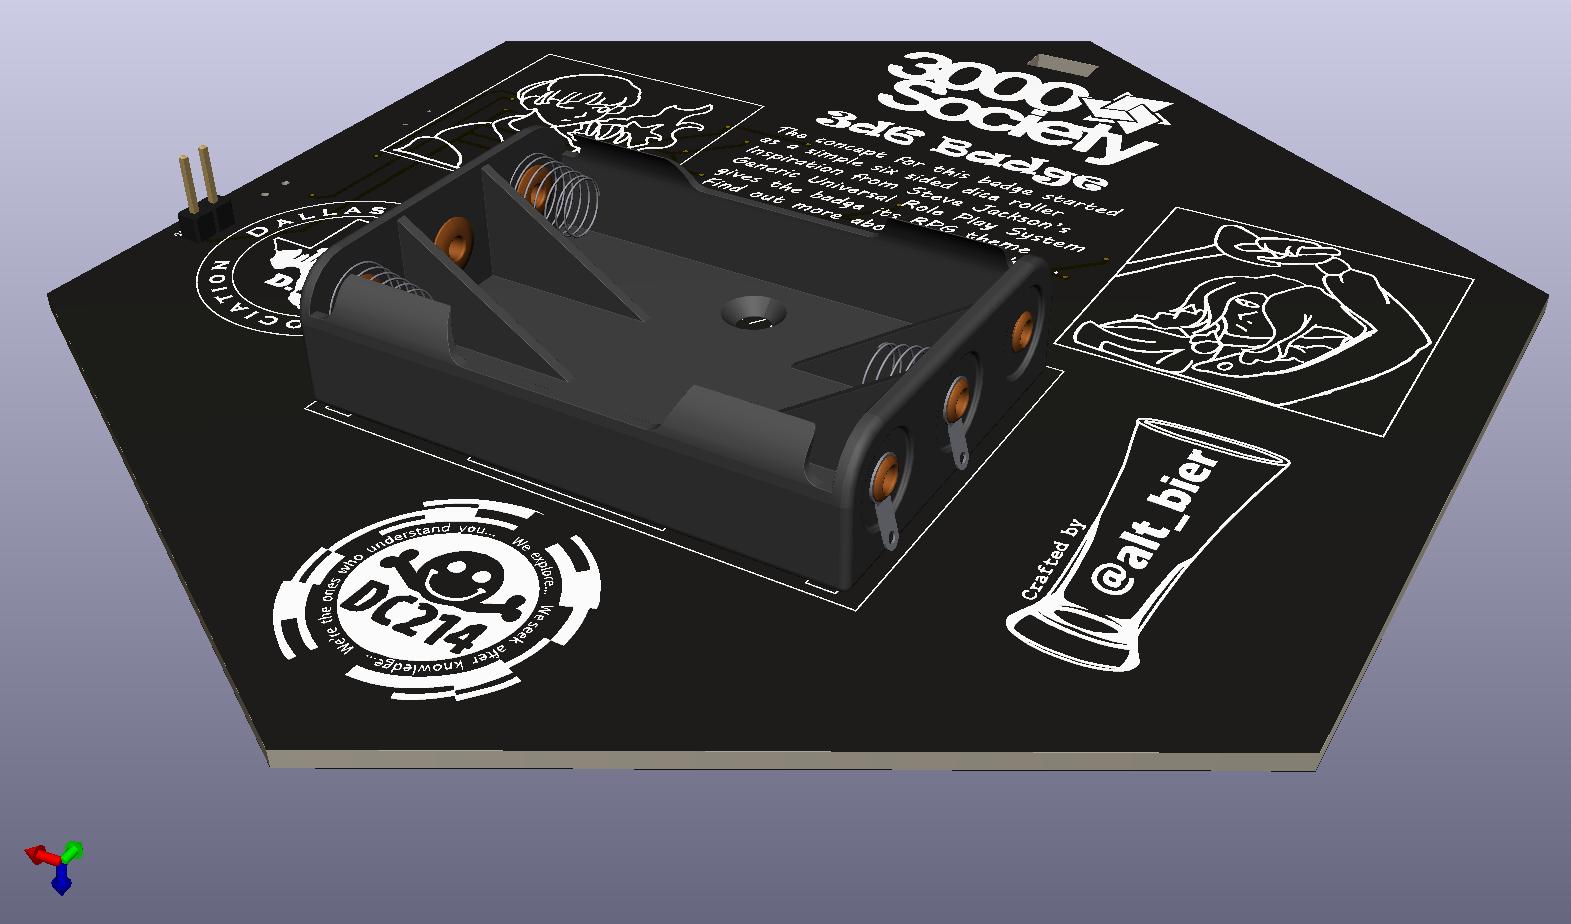 3000
Society
3d6 Badge
The concept for this badge started
as a simple six sided dice roller
Inspiration from Steve Jackson's
Generic Universal Role Play System
gives the badge its RPG theme
Find out more abo
DALLAS
SOCIATION
D.
2
We're the ones who understand you... We explore... We seek after knowledge...
DC214
Crafted by
@alt_bier